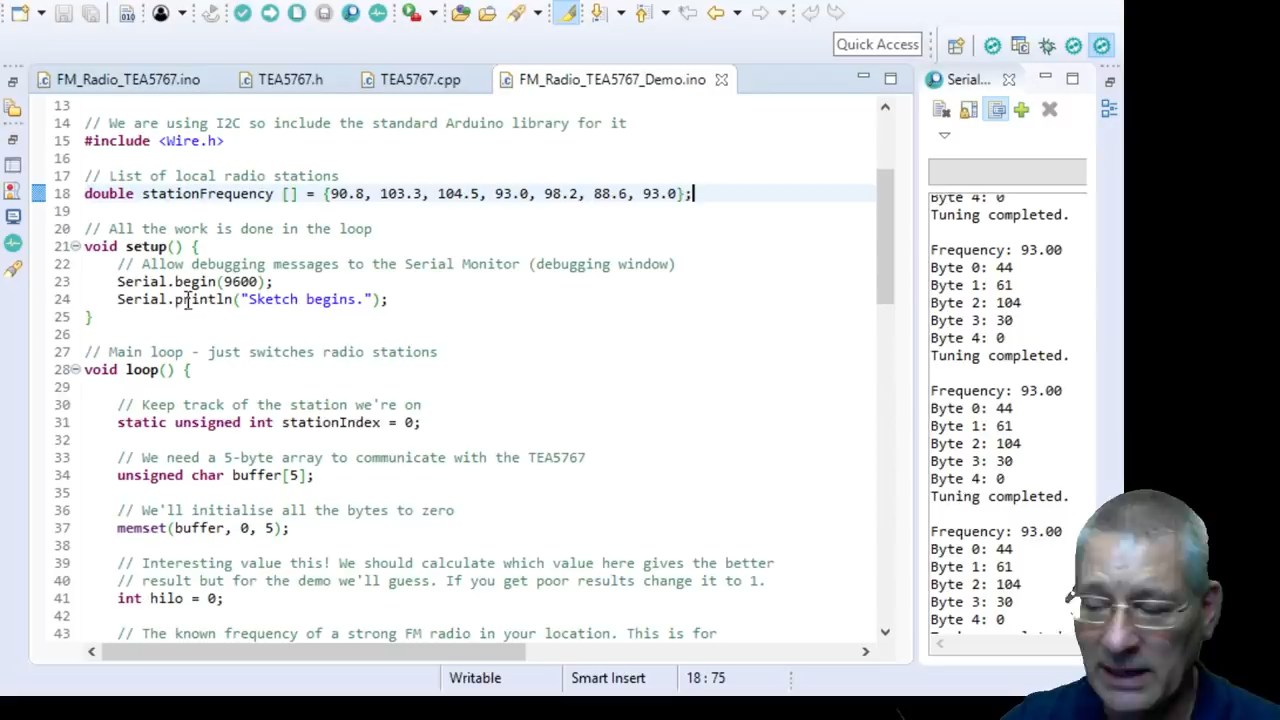 Quick Access
FM_Radio_TEA5767.ino
TEA5767.h
TEA5767.cpp
FM_Radio_TEA5767_Demo.ino
13
14 // We are using I2C so include the standard Arduino library for it
15 #include <Wire.h>
16
17 // List of local radio stations
18 double stationFrequency [] = {90.8, 103.3, 104.5, 93.0, 98.2, 88.6, 93.0};
19
20 // All the work is done in the loop
21 void setup() {
22 // Allow debugging messages to the Serial Monitor (debugging window)
23 Serial.begin(9600);
24 Serial.println("Sketch begins.");
25 }
26
27 // Main loop - just switches radio stations
28 void loop() {
29
30 // Keep track of the station we're on
31 static unsigned int stationIndex = 0;
32
33 // We need a 5-byte array to communicate with the TEA5767
34 unsigned char buffer[5];
35
36 // We'll initialise all the bytes to zero
37 memset(buffer, 0, 5);
38
39 // Interesting value this! We should calculate which value here gives the better
40 // result but for the demo we'll guess. If you get poor results change it to 1.
41 int hilo = 0;
42
43 // The known frequency of a strong FM radio in your location. This is for
Writable
Smart Insert
18 : 75
Serial...
Byte 4: 0
Tuning completed.
Frequency: 93.00
Byte 0: 44
Byte 1: 61
Byte 2: 104
Byte 3: 30
Byte 4: 0
Tuning completed.
Frequency: 93.00
Byte 0: 44
Byte 1: 61
Byte 2: 104
Byte 3: 30
Byte 4: 0
Tuning completed.
Frequency: 93.00
Byte 0: 44
Byte 1: 61
Byte 2: 104
Byte 3: 30
Byte 4: 0